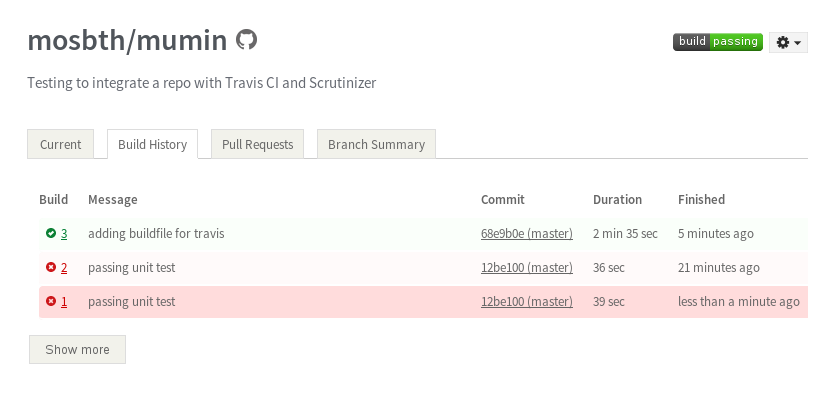 mosbth/mumin
build passing
Testing to integrate a repo with Travis CI and Scrutinizer
Current Build History Pull Requests Branch Summary
Build Message Commit Duration Finished
3 adding buildfile for travis 68e9b0e (master) 2 min 35 sec 5 minutes ago
2 passing unit test 12be100 (master) 36 sec 21 minutes ago
1 passing unit test 12be100 (master) 39 sec less than a minute ago
Show more